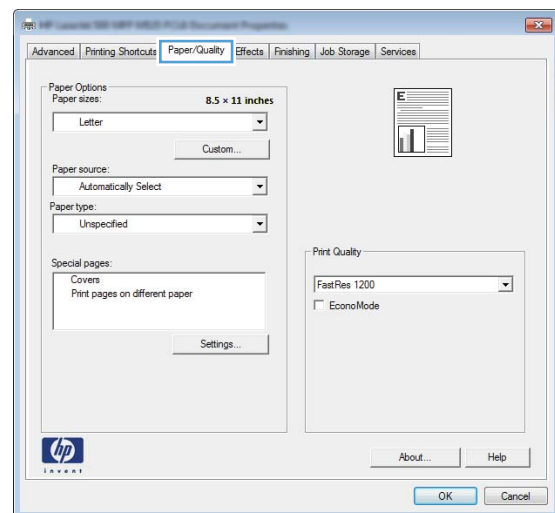 Advanced Printing Shortcuts Paper/Quality Effects Finishing Job Storage Services
Paper Options
Paper sizes: 8.5 × 11 inches
Letter
Custom...
Paper source:
Automatically Select
Paper type:
Unspecified
Special pages:
Covers
Print pages on different paper
Settings...
E
Print Quality
FastRes 1200
EconoMode
hp
invent
About... Help
OK Cancel